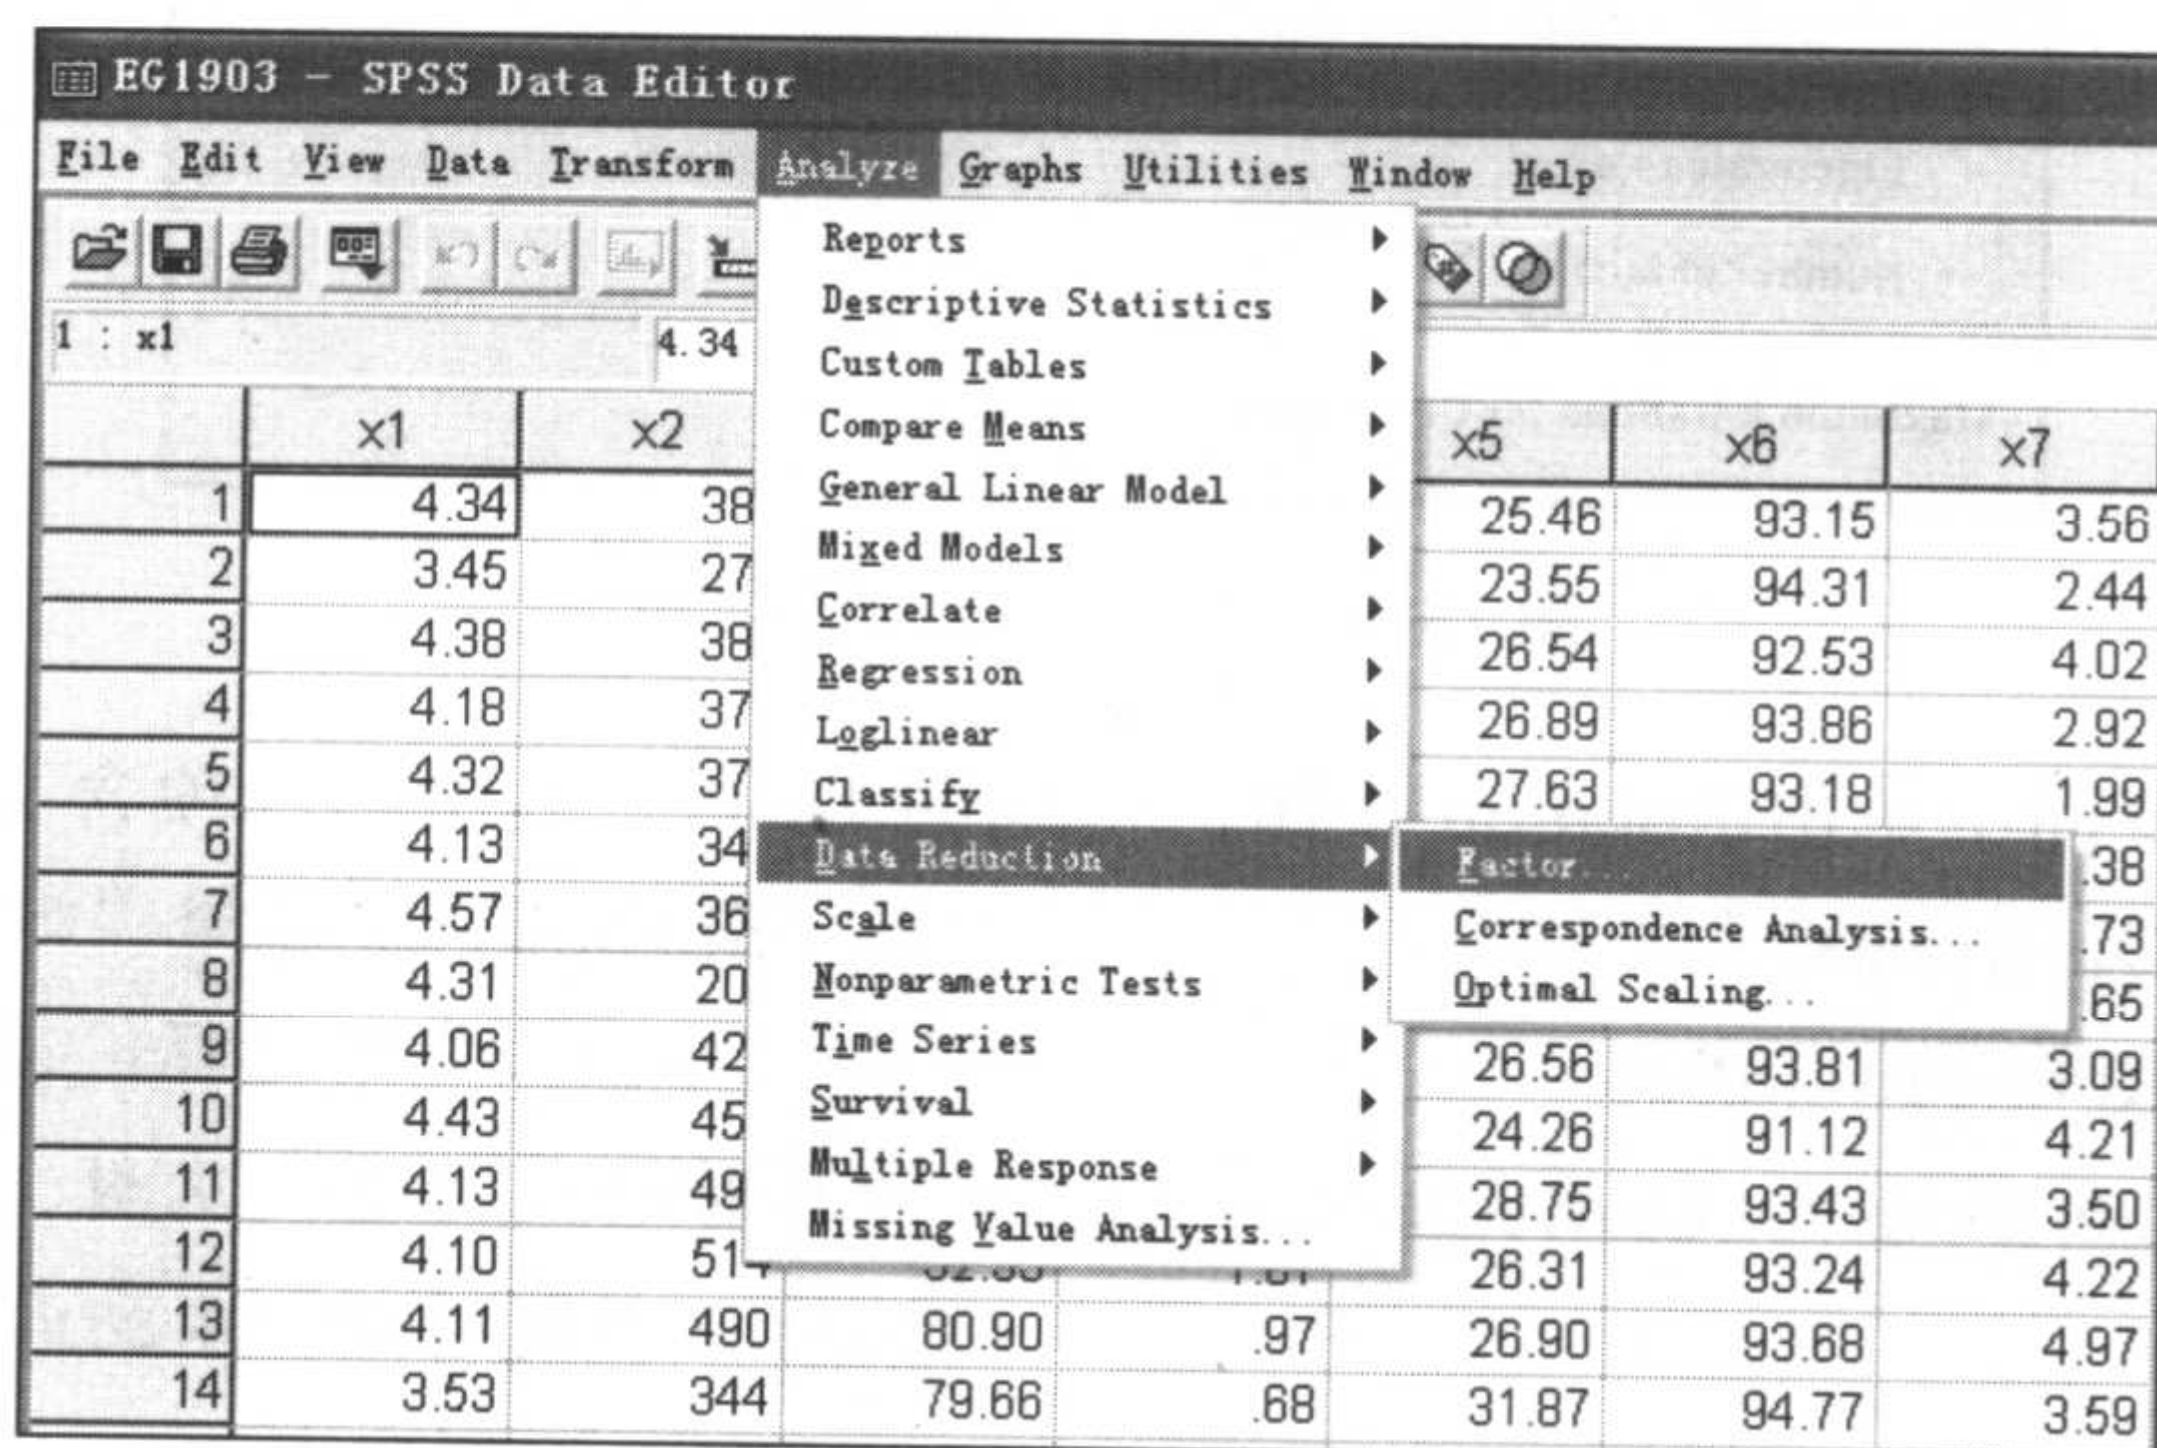 EG1903 - SPSS Data Editor
File Edit View Data Transform Analyze Graphs Utilities Window Help
1 : x1 4.34
Reports
Descriptive Statistics
Custom Tables
Compare Means
General Linear Model
Mixed Models
Correlate
Regression
Loglinear
Classify
Data Reduction
Scale
Nonparametric Tests
Time Series
Survival
Multiple Response
Missing Value Analysis...
Factor...
Correspondence Analysis...
Optimal Scaling...
x1 x2 x5 x6 x7
1 4.34 38 25.46 93.15 3.56
2 3.45 27 23.55 94.31 2.44
3 4.38 38 26.54 92.53 4.02
4 4.18 37 26.89 93.86 2.92
5 4.32 37 27.63 93.18 1.99
6 4.13 34 .38
7 4.57 36 .73
8 4.31 20 .65
9 4.06 42 26.56 93.81 3.09
10 4.43 45 24.26 91.12 4.21
11 4.13 49 28.75 93.43 3.50
12 4.10 51 26.31 93.24 4.22
13 4.11 490 80.90 .97 26.90 93.68 4.97
14 3.53 344 79.66 .68 31.87 94.77 3.59